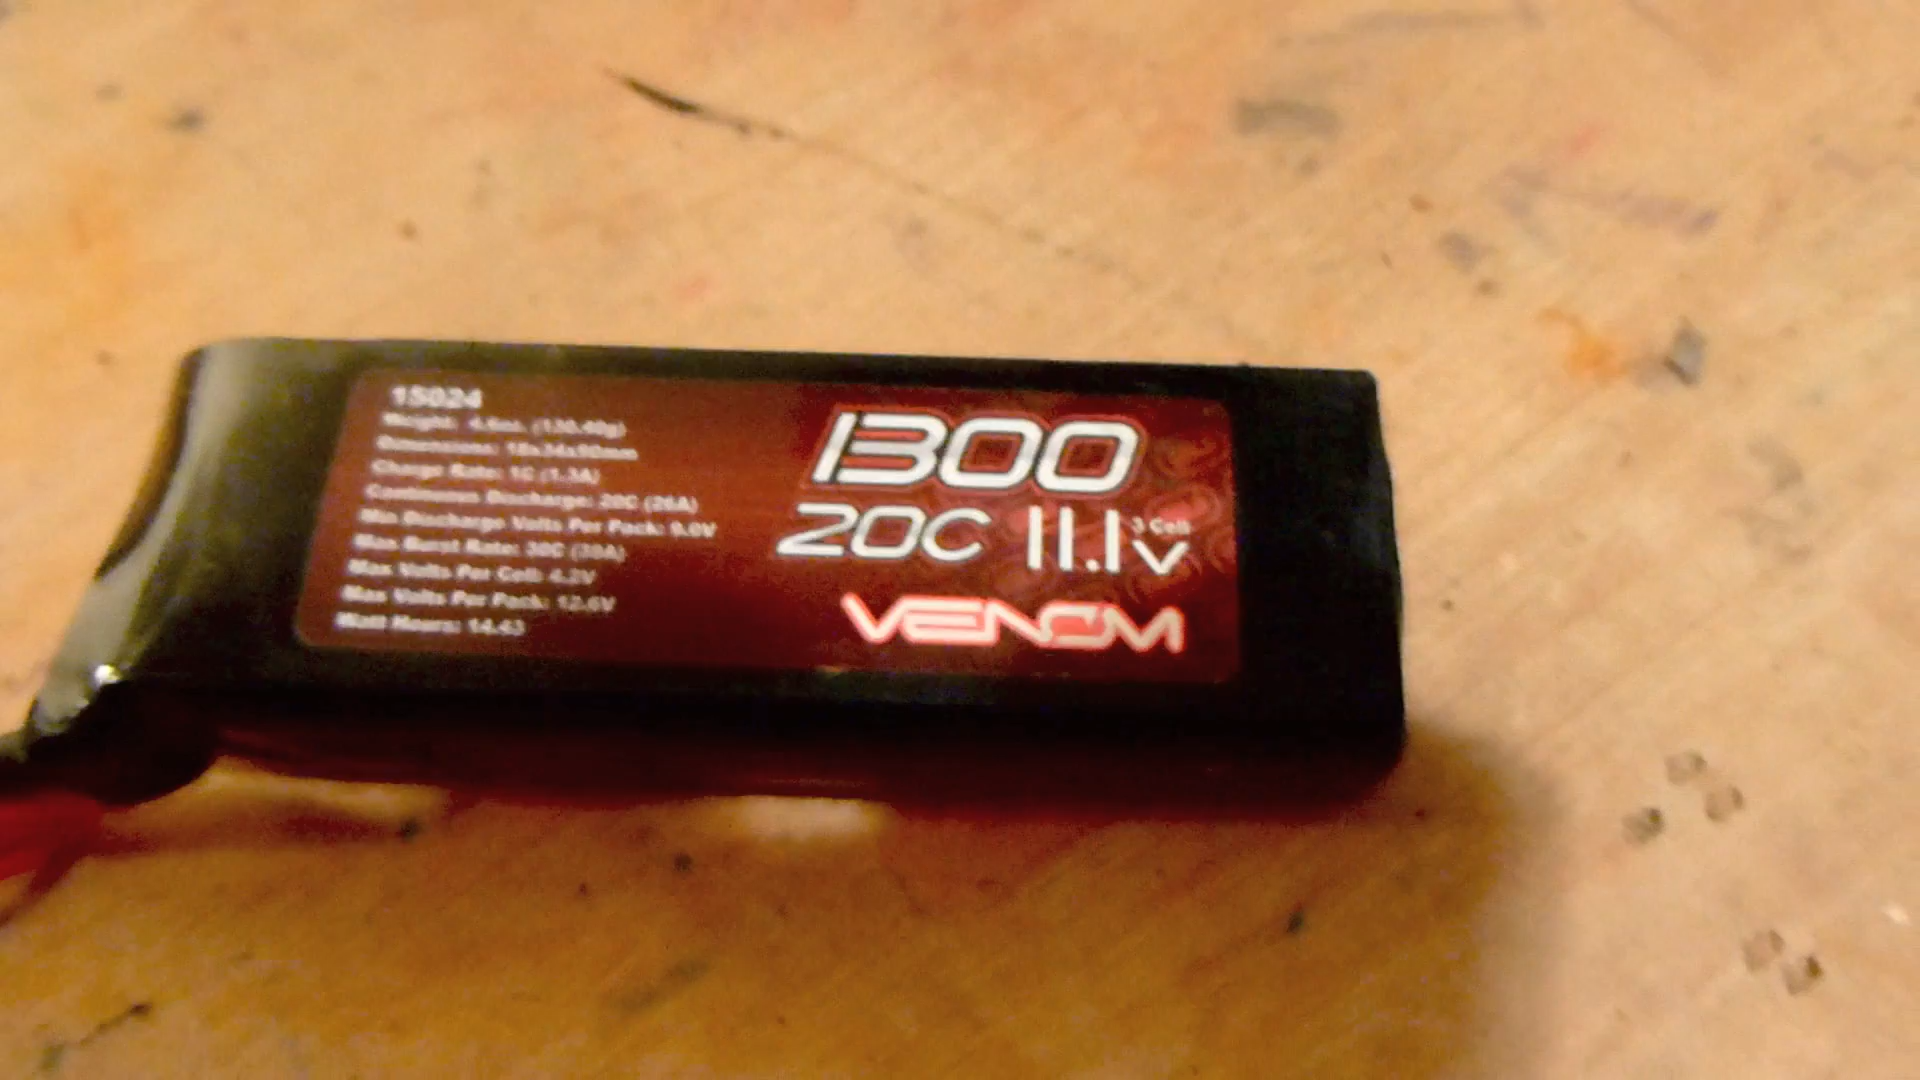 15024
Weight: 4.6oz. (130.40g)
Dimensions: 18x34x90mm
Charge Rate: 1C (1.3A)
Continuous Discharge: 20C (26A)
Min Discharge Volts Per Pack: 9.0V
Max Burst Rate: 30C (39A)
Max Volts Per Cell: 4.2V
Max Volts Per Pack: 12.6V
Watt Hours: 14.43
1300
20C 11.1V
3 Cell
VENOM